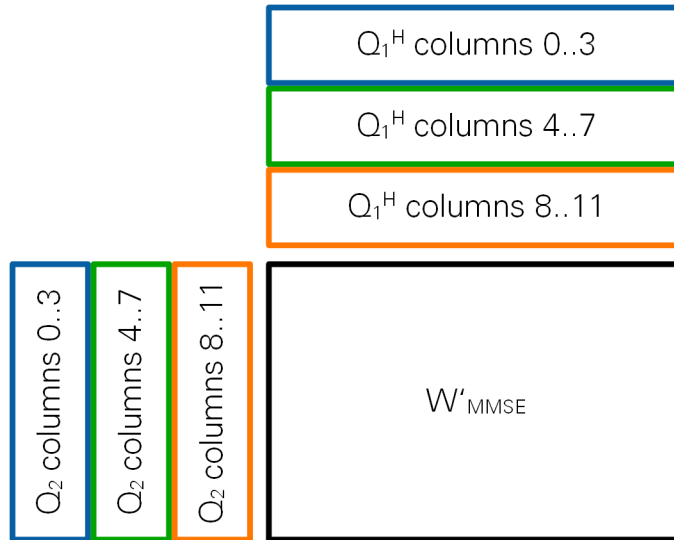 Q₁ᴴ columns 0..3
Q₁ᴴ columns 4..7
Q₁ᴴ columns 8..11
Q₂ columns 0..3
Q₂ columns 4..7
Q₂ columns 8..11
W‘MMSE